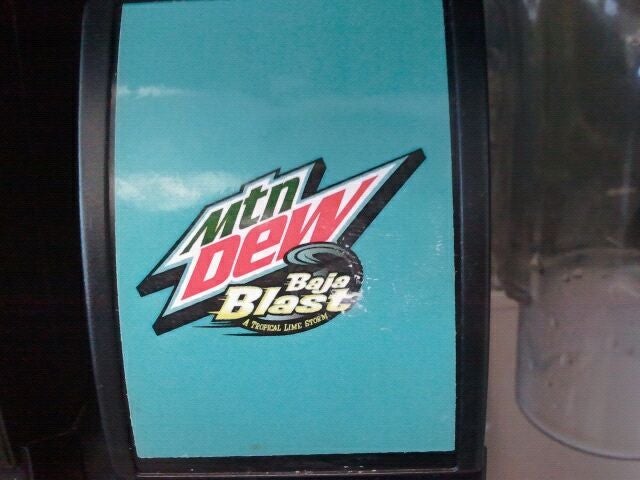 Mtn
DEW
Baja
Blast
A TROPICAL LIME STORM